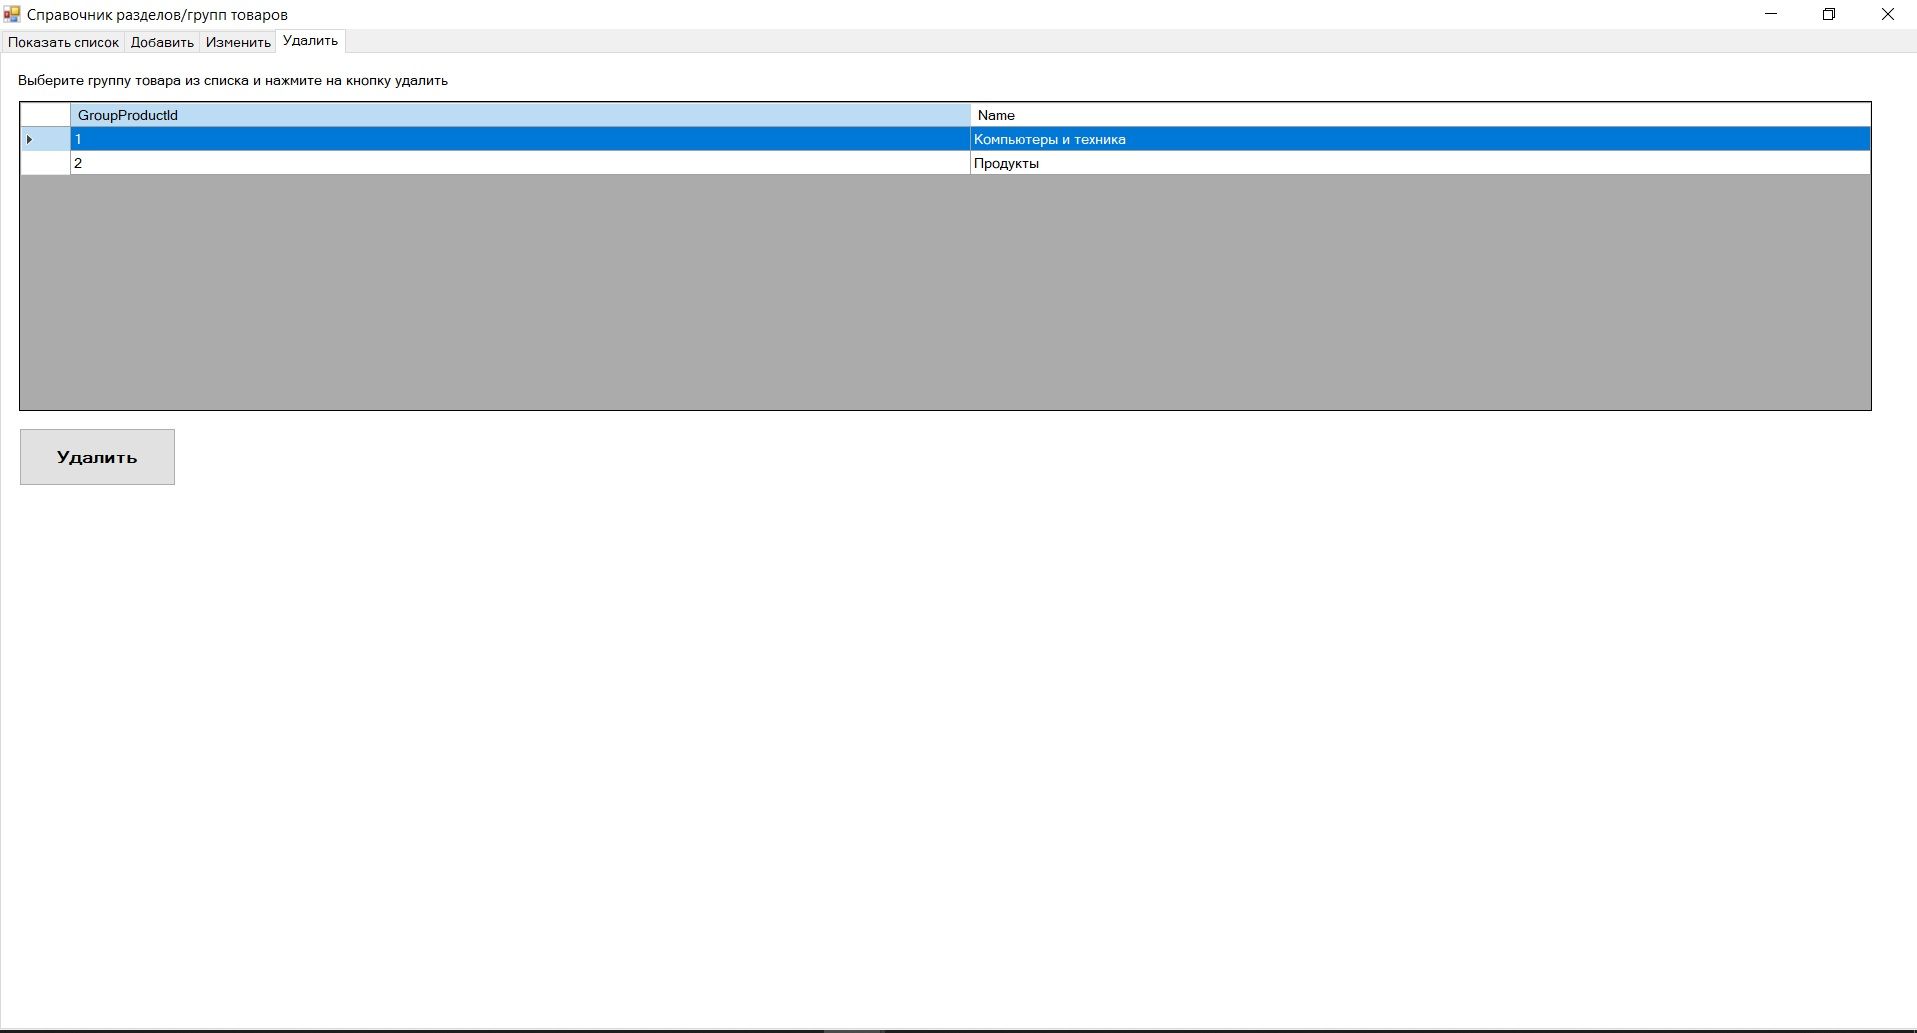 Справочник разделов/групп товаров
Показать список Добавить Изменить Удалить
Выберите группу товара из списка и нажмите на кнопку удалить
GroupProductId Name
1 Компьютеры и техника
2 Продукты
Удалить